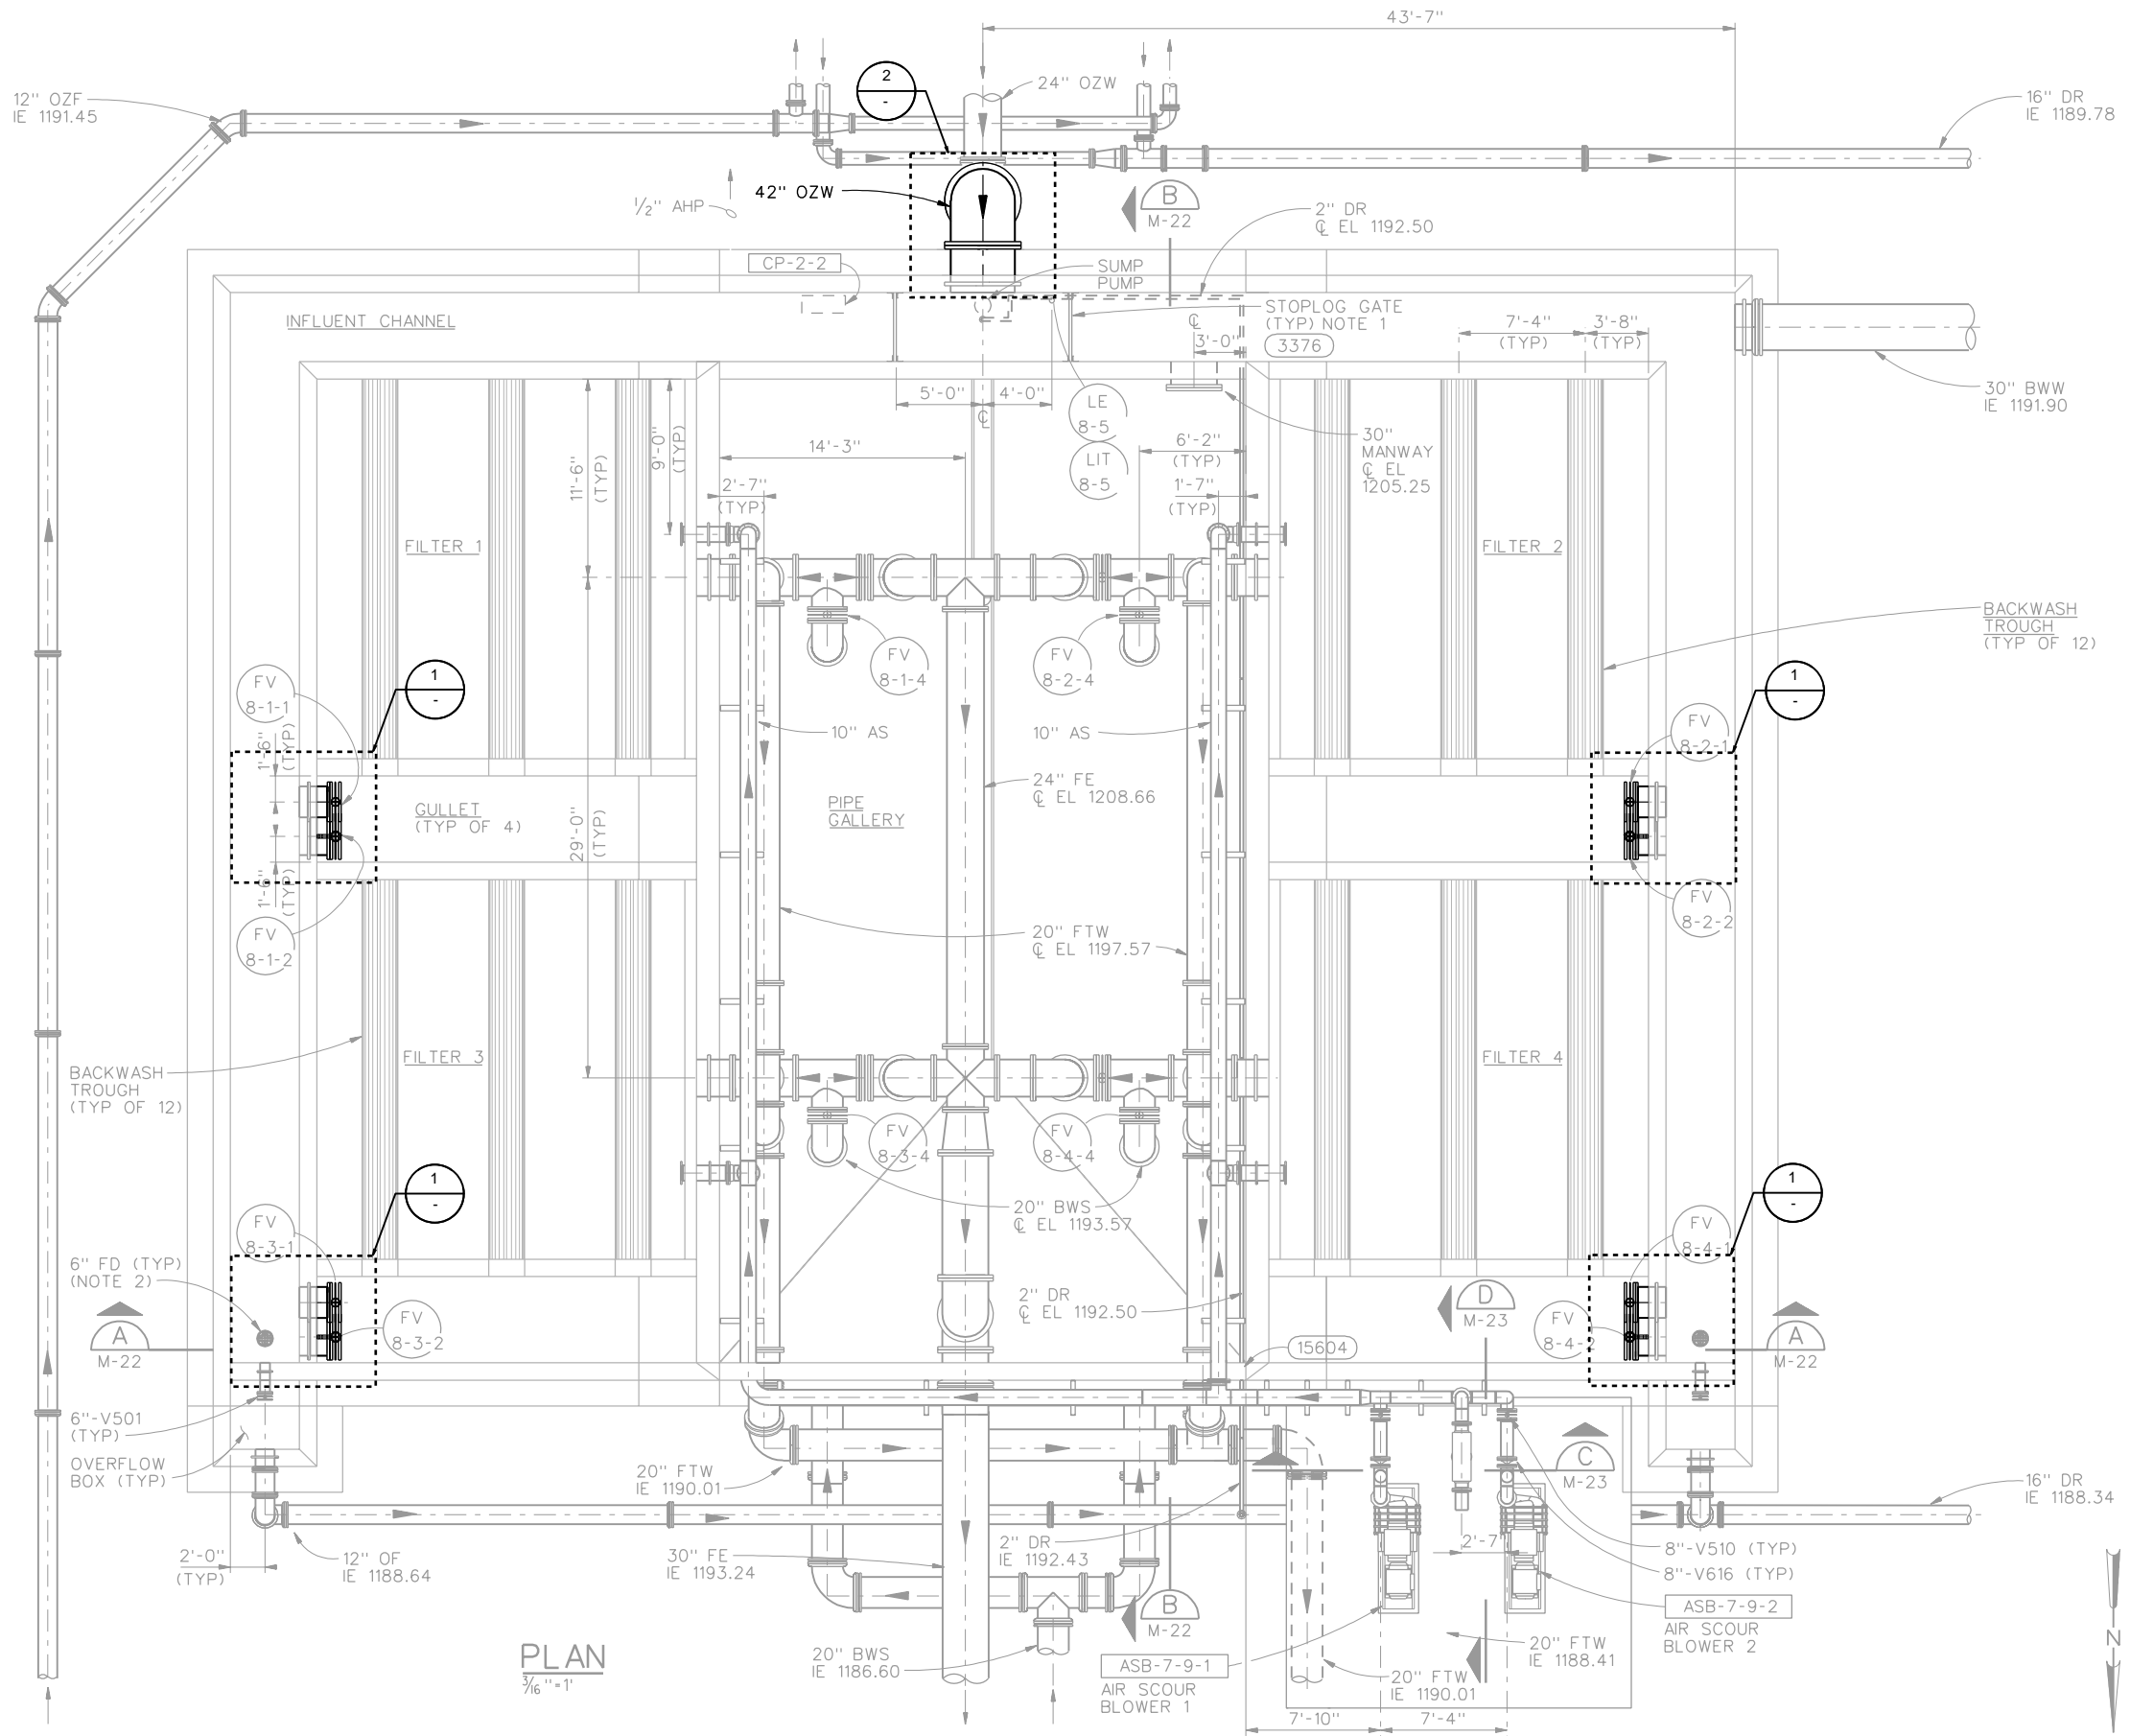 43'-7"
12" OZF
IE 1191.45
2
-
24" OZW
16" DR
IE 1189.78
1/2" AHP
42" OZW
B
M-22
2" DR
℄ EL 1192.50
CP-2-2
SUMP
PUMP
INFLUENT CHANNEL
STOPLOG GATE
(TYP) NOTE 1
3376
℄
3'-0"
7'-4"
(TYP)
3'-8"
(TYP)
30" BWW
IE 1191.90
5'-0"
4'-0"
℄
LE
8-5
LIT
8-5
30"
MANWAY
℄ EL
1205.25
11'-6"
(TYP)
9'-0"
(TYP)
14'-3"
6'-2"
(TYP)
2'-7"
(TYP)
1'-7"
(TYP)
FILTER 1
FILTER 2
BACKWASH
TROUGH
(TYP OF 12)
FV
8-1-4
FV
8-2-4
FV
8-1-1
1
-
1
-
FV
8-2-1
10" AS
10" AS
1'-6"
(TYP)
24" FE
℄ EL 1208.66
PIPE
GALLERY
GULLET
(TYP OF 4)
29'-0"
(TYP)
1'-6"
(TYP)
FV
8-1-2
FV
8-2-2
20" FTW
℄ EL 1197.57
FILTER 3
FILTER 4
BACKWASH
TROUGH
(TYP OF 12)
FV
8-3-4
FV
8-4-4
1
-
1
-
20" BWS
℄ EL 1193.57
FV
8-3-1
FV
8-4-1
6" FD (TYP)
(NOTE 2)
A
M-22
FV
8-3-2
2" DR
℄ EL 1192.50
D
M-23
FV
8-4-2
A
M-22
15604
6"-V501
(TYP)
OVERFLOW
BOX (TYP)
20" FTW
IE 1190.01
C
M-23
16" DR
IE 1188.34
2'-0"
(TYP)
12" OF
IE 1188.64
30" FE
IE 1193.24
2" DR
IE 1192.43
2'-7"
8"-V510 (TYP)
8"-V616 (TYP)
B
M-22
ASB-7-9-2
AIR SCOUR
BLOWER 2
PLAN
3/16"=1'
20" BWS
IE 1186.60
ASB-7-9-1
AIR SCOUR
BLOWER 1
20" FTW
IE 1188.41
20" FTW
IE 1190.01
7'-10"
7'-4"
N